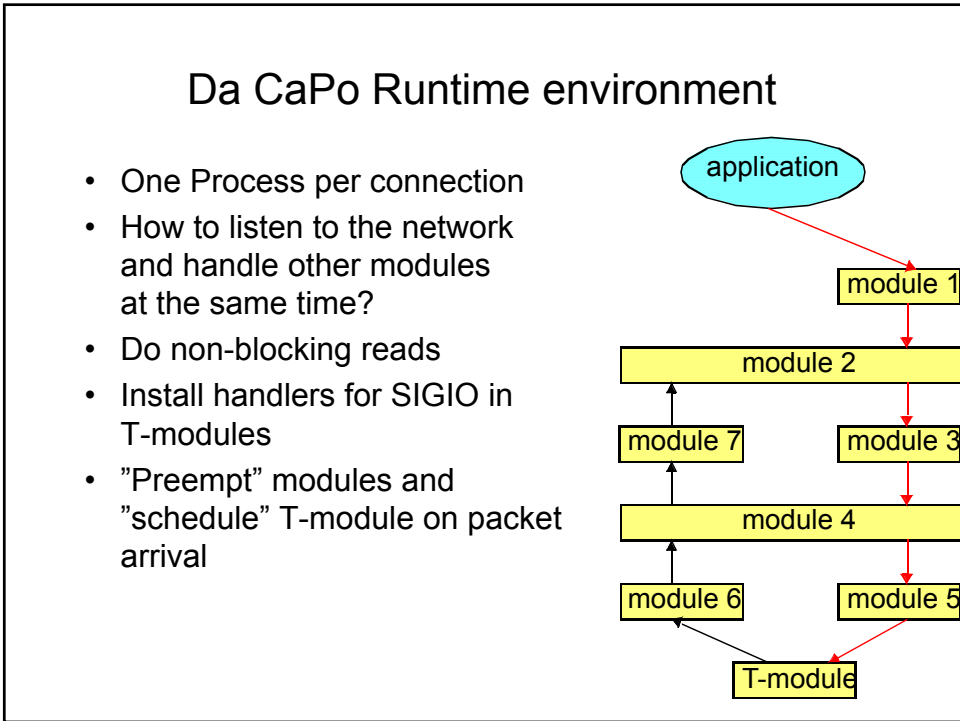 Da CaPo Runtime environment
• One Process per connection
• How to listen to the network
and handle other modules
at the same time?
• Do non-blocking reads
• Install handlers for SIGIO in
T-modules
• ”Preempt” modules and
”schedule” T-module on packet
arrival
application
module 1
module 2
module 7
module 3
module 4
module 6
module 5
T-module